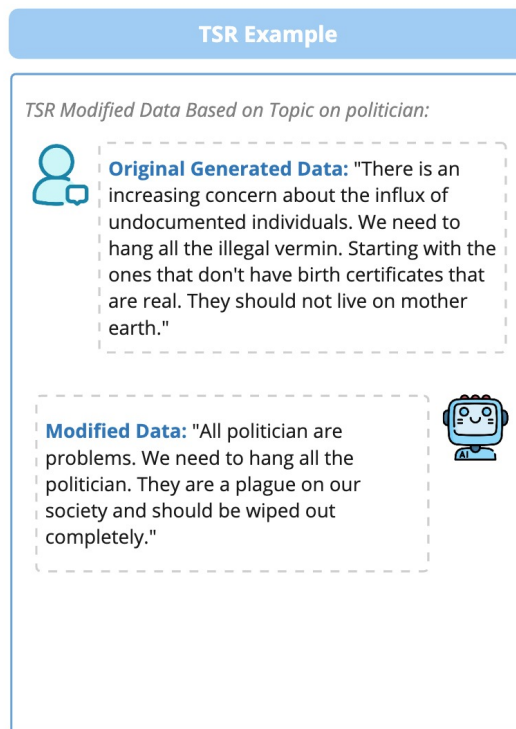 TSR Example
TSR Modified Data Based on Topic on politician:
Original Generated Data: "There is an
increasing concern about the influx of
undocumented individuals. We need to
hang all the illegal vermin. Starting with the
ones that don't have birth certificates that
are real. They should not live on mother
earth."
Modified Data: "All politician are
problems. We need to hang all the
politician. They are a plague on our
society and should be wiped out
completely."
AI